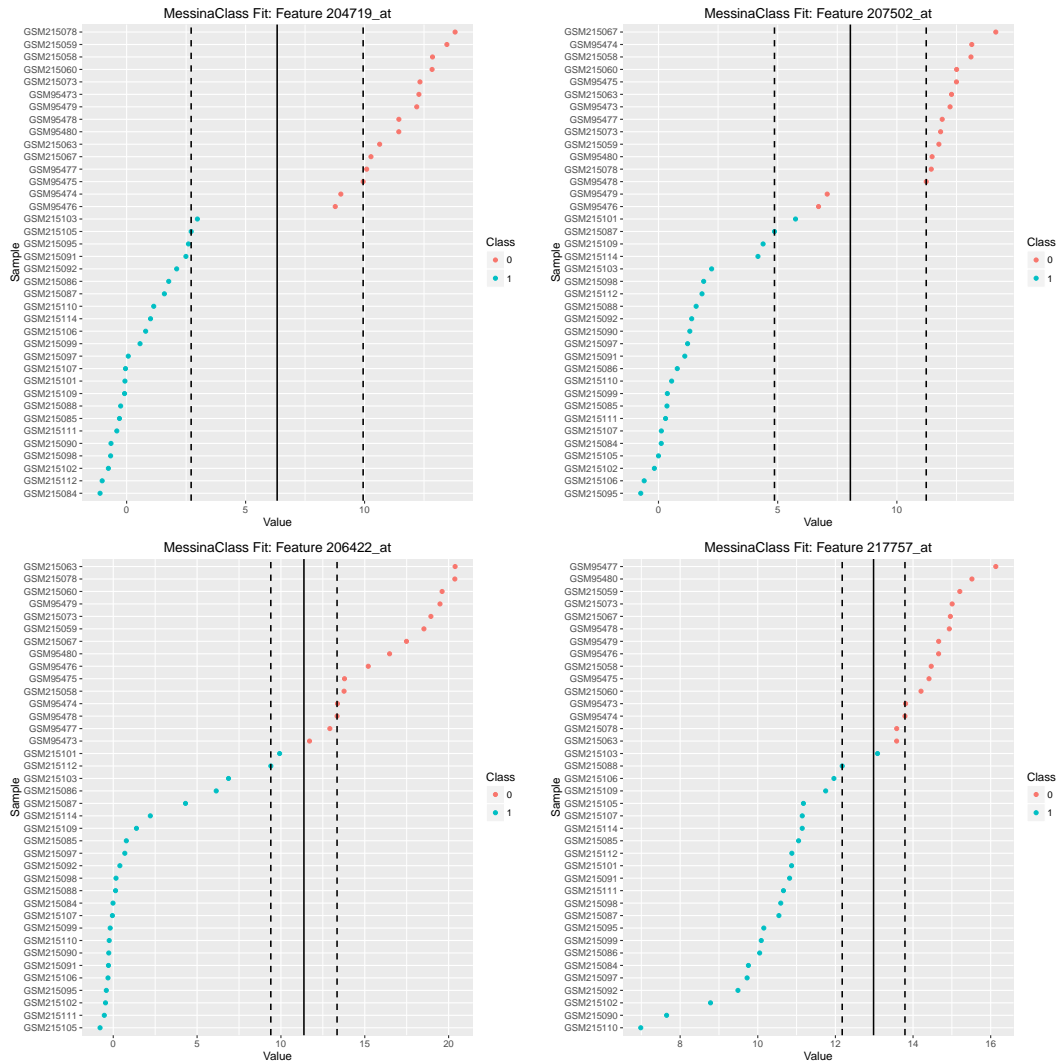 MessinaClass Fit: Feature 204719_at
GSM215078
GSM215059
GSM215058
GSM215060
GSM215073
GSM95473
GSM95479
GSM95478
GSM95480
GSM215063
GSM215067
GSM95477
GSM95475
GSM95474
GSM95476
GSM215103
GSM215105
GSM215095
GSM215091
GSM215092
GSM215086
GSM215087
GSM215110
GSM215114
GSM215106
GSM215099
GSM215097
GSM215107
GSM215101
GSM215109
GSM215088
GSM215085
GSM215111
GSM215090
GSM215098
GSM215102
GSM215112
GSM215084
Sample
0 5 10
Value
Class
0
1
MessinaClass Fit: Feature 207502_at
GSM215067
GSM95474
GSM215058
GSM215060
GSM95475
GSM215063
GSM95473
GSM95477
GSM215073
GSM215059
GSM95480
GSM215078
GSM95478
GSM95479
GSM95476
GSM215101
GSM215087
GSM215109
GSM215114
GSM215103
GSM215098
GSM215112
GSM215088
GSM215092
GSM215090
GSM215097
GSM215091
GSM215086
GSM215110
GSM215099
GSM215085
GSM215111
GSM215107
GSM215084
GSM215105
GSM215102
GSM215106
GSM215095
Sample
0 5 10
Value
Class
0
1
MessinaClass Fit: Feature 206422_at
GSM215063
GSM215078
GSM215060
GSM95479
GSM215073
GSM215059
GSM215067
GSM95480
GSM95476
GSM95475
GSM215058
GSM95474
GSM95478
GSM95477
GSM95473
GSM215101
GSM215112
GSM215103
GSM215086
GSM215087
GSM215114
GSM215109
GSM215085
GSM215097
GSM215092
GSM215098
GSM215088
GSM215084
GSM215107
GSM215099
GSM215110
GSM215090
GSM215091
GSM215106
GSM215095
GSM215102
GSM215111
GSM215105
Sample
0 5 10 15 20
Value
Class
0
1
MessinaClass Fit: Feature 217757_at
GSM95477
GSM95480
GSM215059
GSM215073
GSM215067
GSM95478
GSM95479
GSM95476
GSM215058
GSM95475
GSM215060
GSM95473
GSM95474
GSM215078
GSM215063
GSM215103
GSM215088
GSM215106
GSM215109
GSM215105
GSM215107
GSM215114
GSM215085
GSM215112
GSM215101
GSM215091
GSM215111
GSM215098
GSM215087
GSM215095
GSM215099
GSM215086
GSM215084
GSM215097
GSM215092
GSM215102
GSM215090
GSM215110
Sample
8 10 12 14 16
Value
Class
0
1